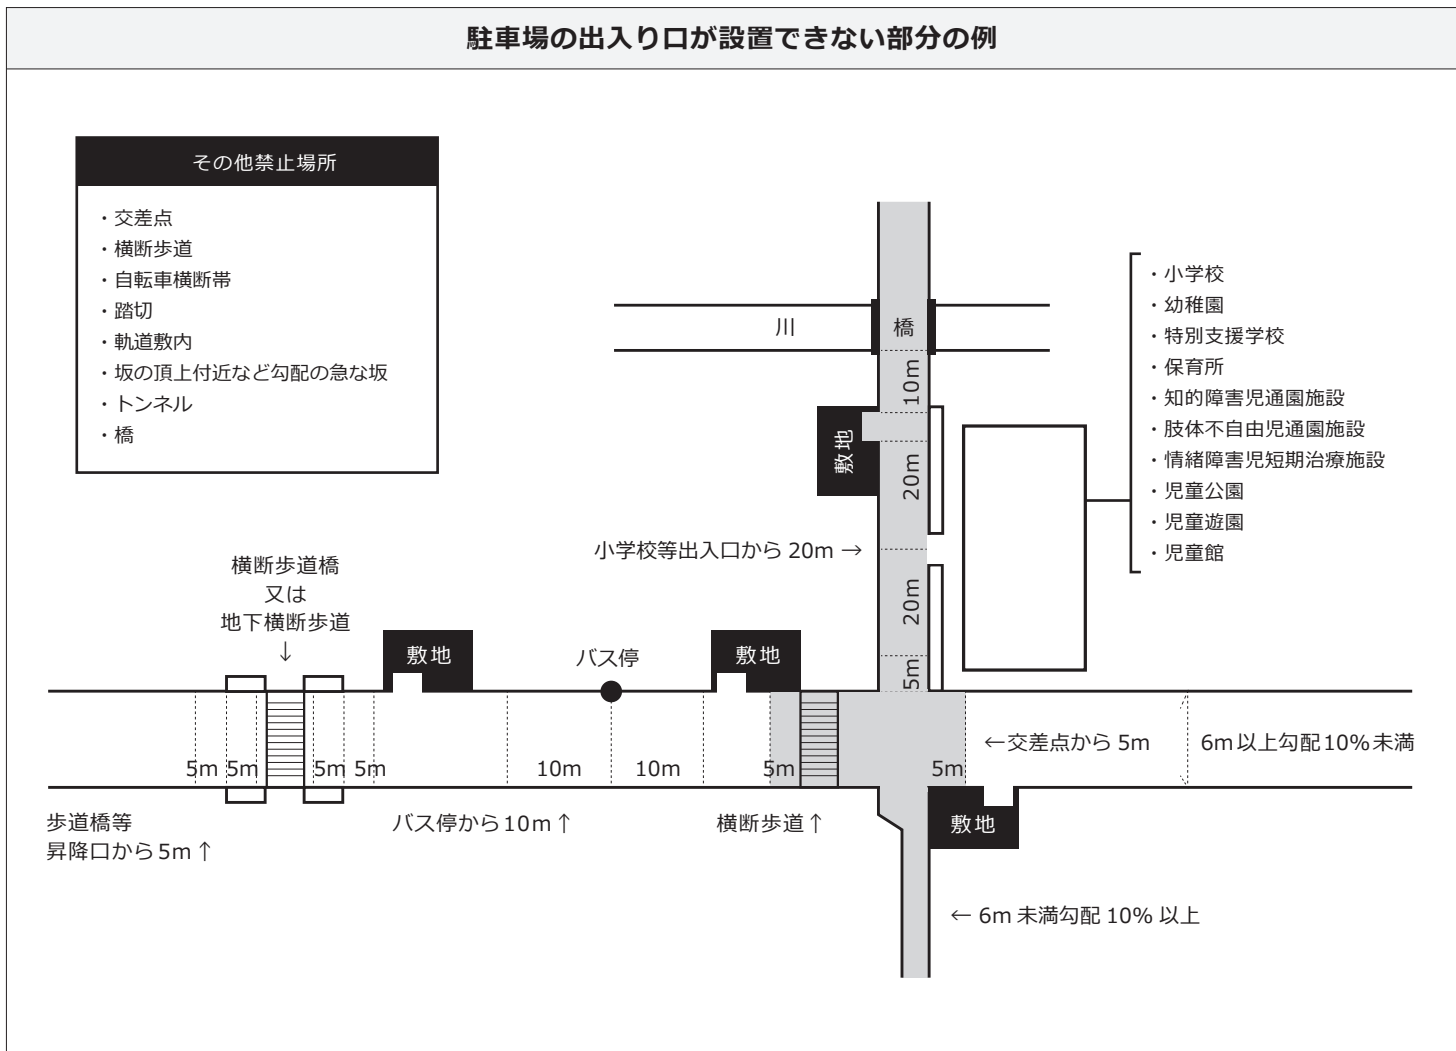 駐車場の出入り口が設置できない部分の例
その他禁止場所
・交差点
・横断歩道
・自転車横断帯
・踏切
・軌道敷内
・坂の頂上付近など勾配の急な坂
・トンネル
・橋
・小学校
・幼稚園
・特別支援学校
・保育所
・知的障害児通園施設
・肢体不自由児通園施設
・情緒障害児短期治療施設
・児童公園
・児童遊園
・児童館
川
橋
10m
敷地
20m
小学校等出入口から 20m →
20m
5m
横断歩道橋
又は
地下横断歩道
↓
敷地
バス停
敷地
5m
5m
5m
5m
10m
10m
5m
5m
←交差点から 5m
6m以上勾配10%未満
歩道橋等
昇降口から5m ↑
バス停から10m ↑
横断歩道 ↑
敷地
← 6m 未満勾配 10% 以上